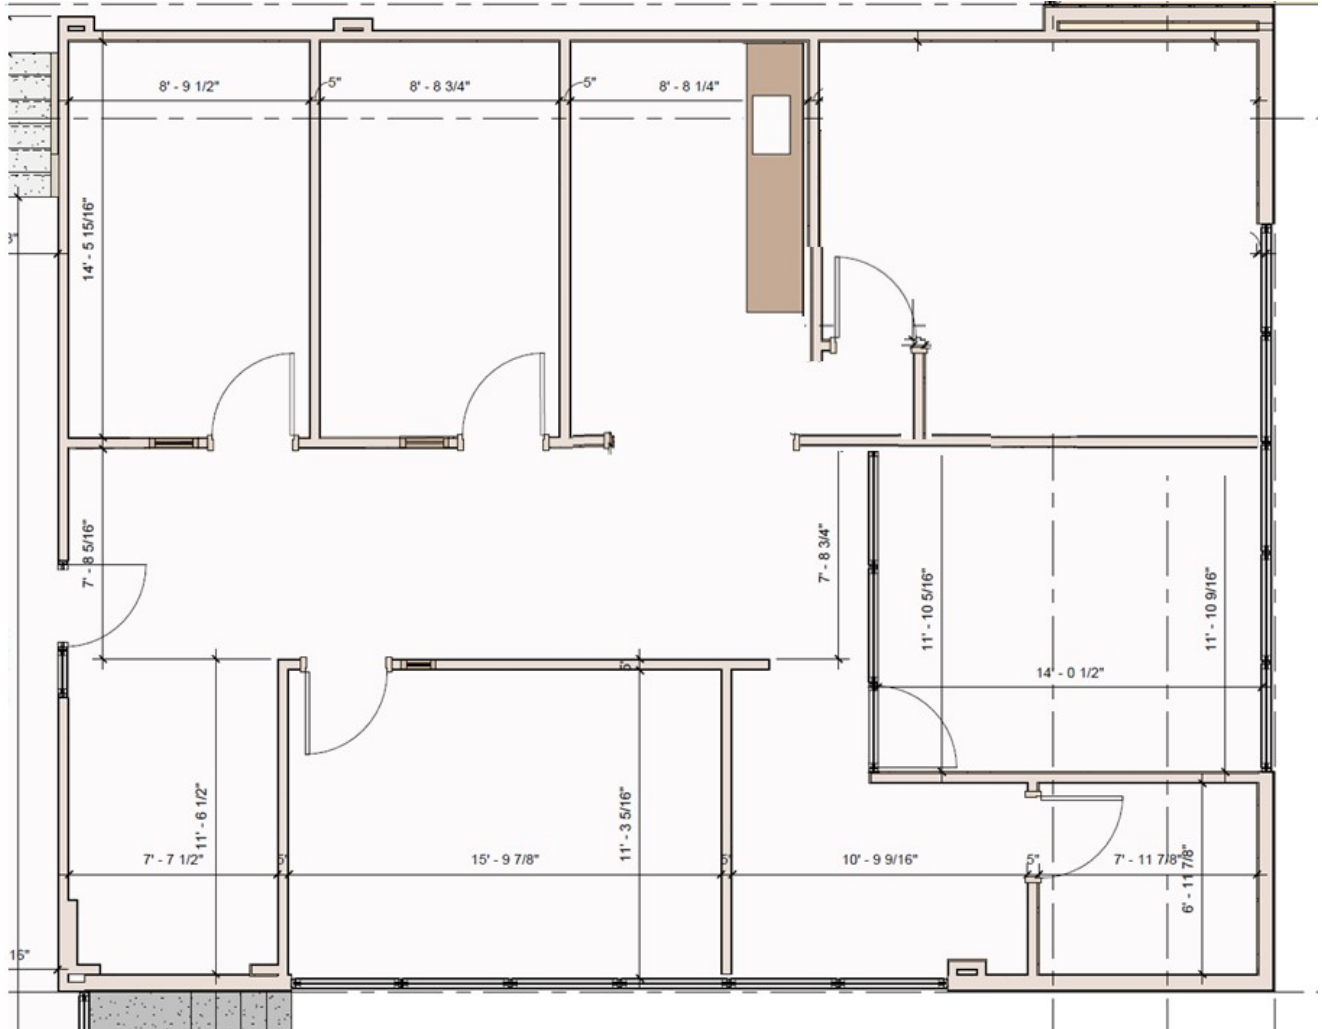 8' - 9 1/2"
5"
8' - 8 3/4"
5"
8' - 8 1/4"
14' - 5 15/16"
7' - 8 5/16"
7' - 8 3/4"
11' - 10 5/16"
11' - 10 9/16"
14' - 0 1/2"
5"
11' - 6 1/2"
11' - 3 5/16"
7' - 7 1/2"
5"
15' - 9 7/8"
5"
10' - 9 9/16"
5"
7' - 11 7/8"
6' - 11 7/8"